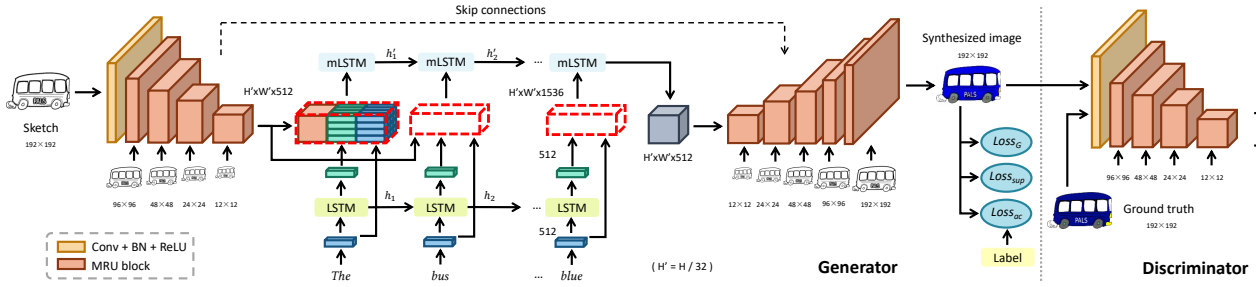 Skip connections
Sketch
192×192
PALS
96×96
48×48
24×24
12×12
Conv + BN + ReLU
MRU block
H'xW'x512
mLSTM
h'₁
mLSTM
h'₂
...
mLSTM
H'xW'x1536
512
LSTM
h₁
LSTM
h₂
...
LSTM
512
The
bus
...
blue
H'xW'x512
( H' = H / 32 )
12×12
24×24
48×48
96×96
192×192
Generator
Synthesized image
192×192
PALS
Loss_G
Loss_sup
Loss_ac
Label
PALS
Ground truth
192×192
96×96
48×48
24×24
12×12
Discriminator